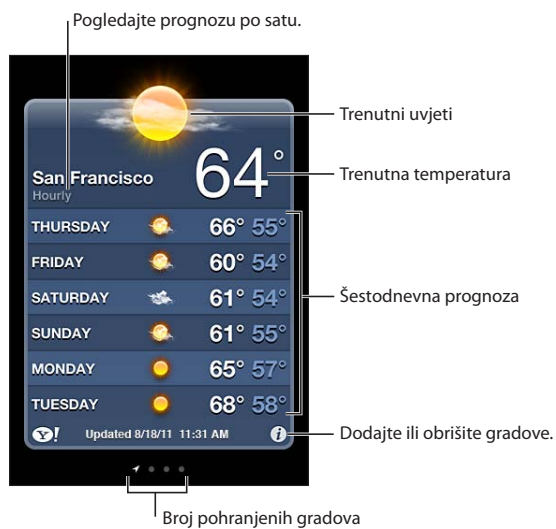 Pogledajte prognozu po satu.
Trenutni uvjeti
San Francisco
Hourly
64°
Trenutna temperatura
THURSDAY 66° 55°
FRIDAY 60° 54°
SATURDAY 61° 54°
Šestodnevna prognoza
SUNDAY 61° 55°
MONDAY 65° 57°
TUESDAY 68° 58°
Y! Updated 8/18/11 11:31 AM i
Dodajte ili obrišite gradove.
Broj pohranjenih gradova